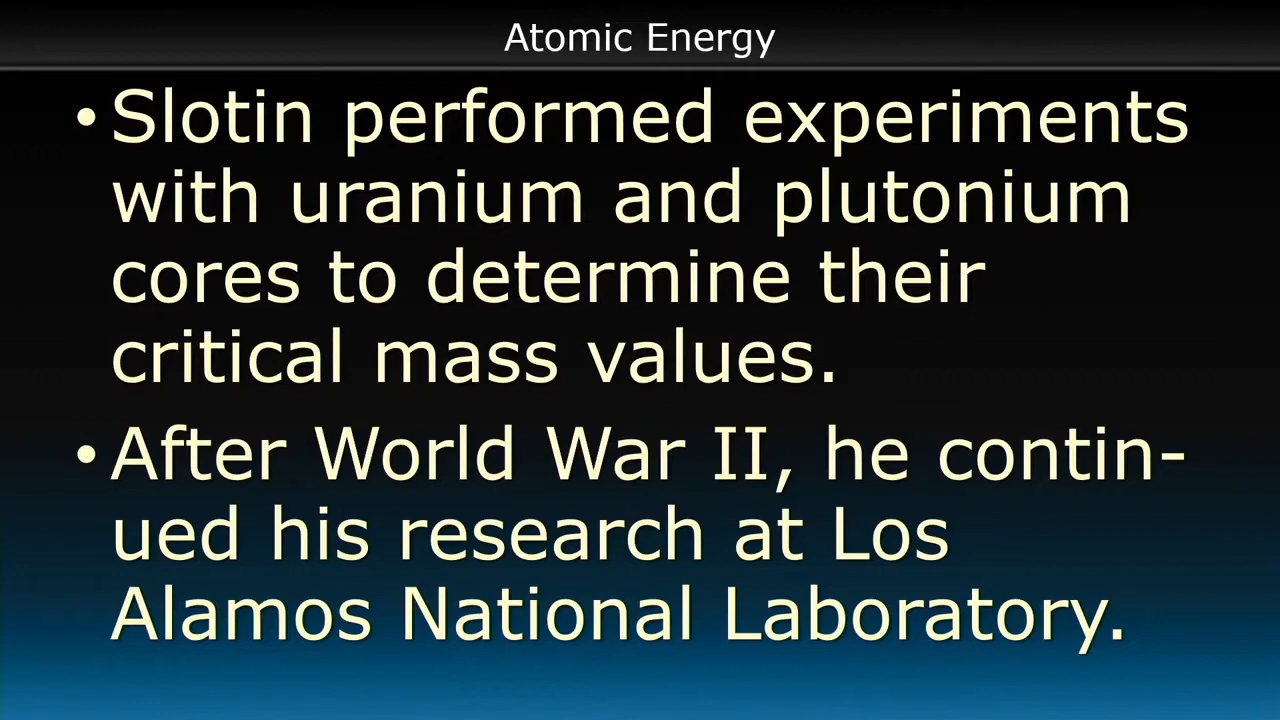 Atomic Energy
• Slotin performed experiments
with uranium and plutonium
cores to determine their
critical mass values.
• After World War II, he contin-
ued his research at Los
Alamos National Laboratory.